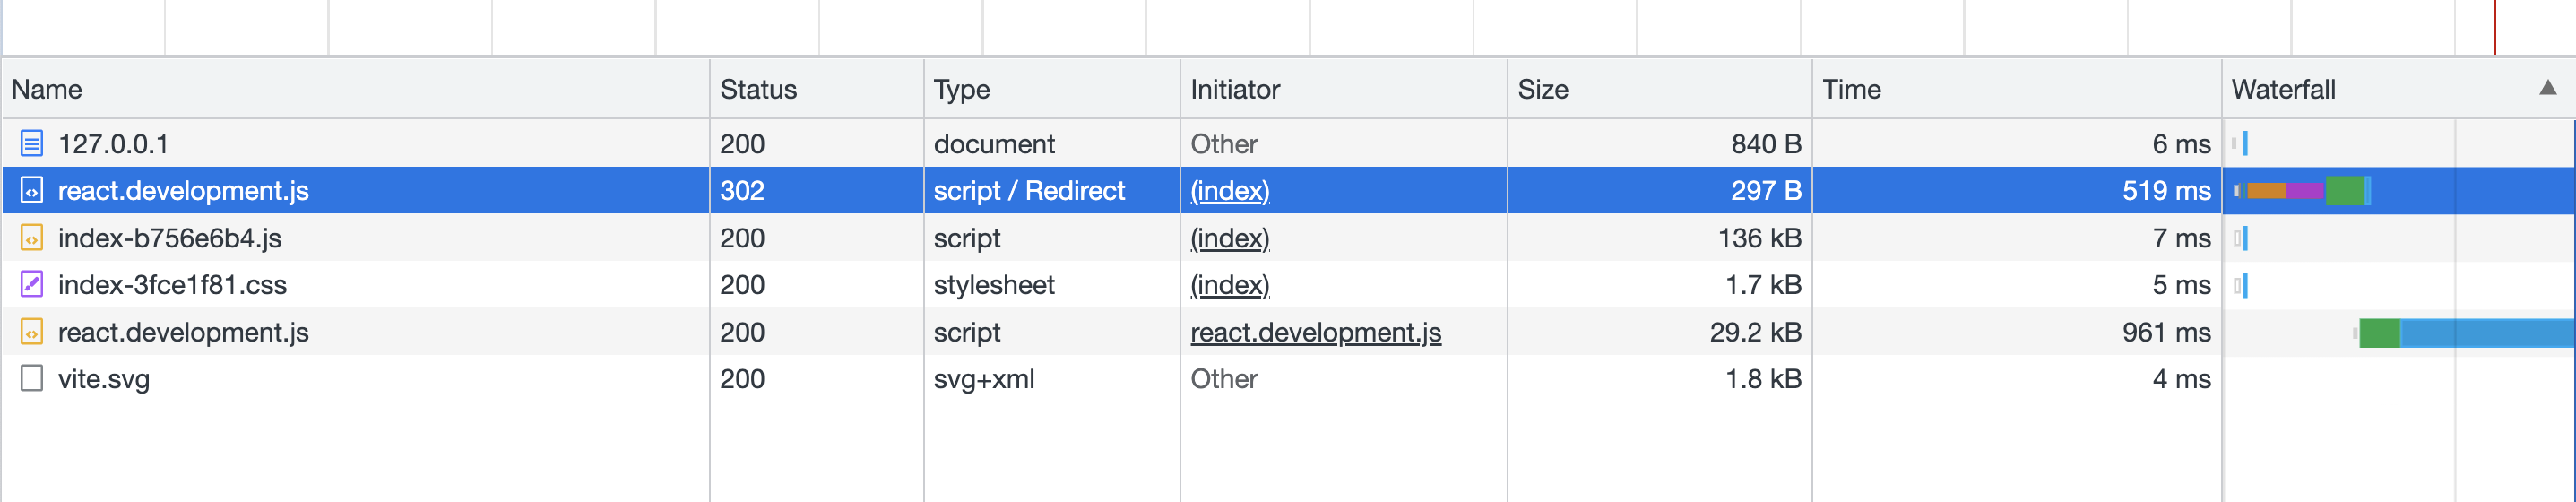 Name Status Type Initiator Size Time Waterfall
127.0.0.1 200 document Other 840 B 6 ms
react.development.js 302 script / Redirect (index) 297 B 519 ms
index-b756e6b4.js 200 script (index) 136 kB 7 ms
index-3fce1f81.css 200 stylesheet (index) 1.7 kB 5 ms
react.development.js 200 script react.development.js 29.2 kB 961 ms
vite.svg 200 svg+xml Other 1.8 kB 4 ms